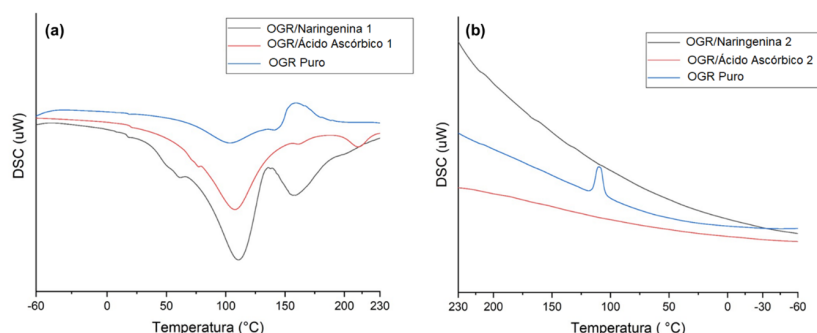 (a)
OGR/Naringenina 1
OGR/Ácido Ascórbico 1
OGR Puro
DSC (uW)
-60 0 50 100 150 200 230
Temperatura (°C)
(b)
OGR/Naringenina 2
OGR/Ácido Ascórbico 2
OGR Puro
DSC (uW)
230 200 150 100 50 0 -30 -60
Temperatura ( °C)